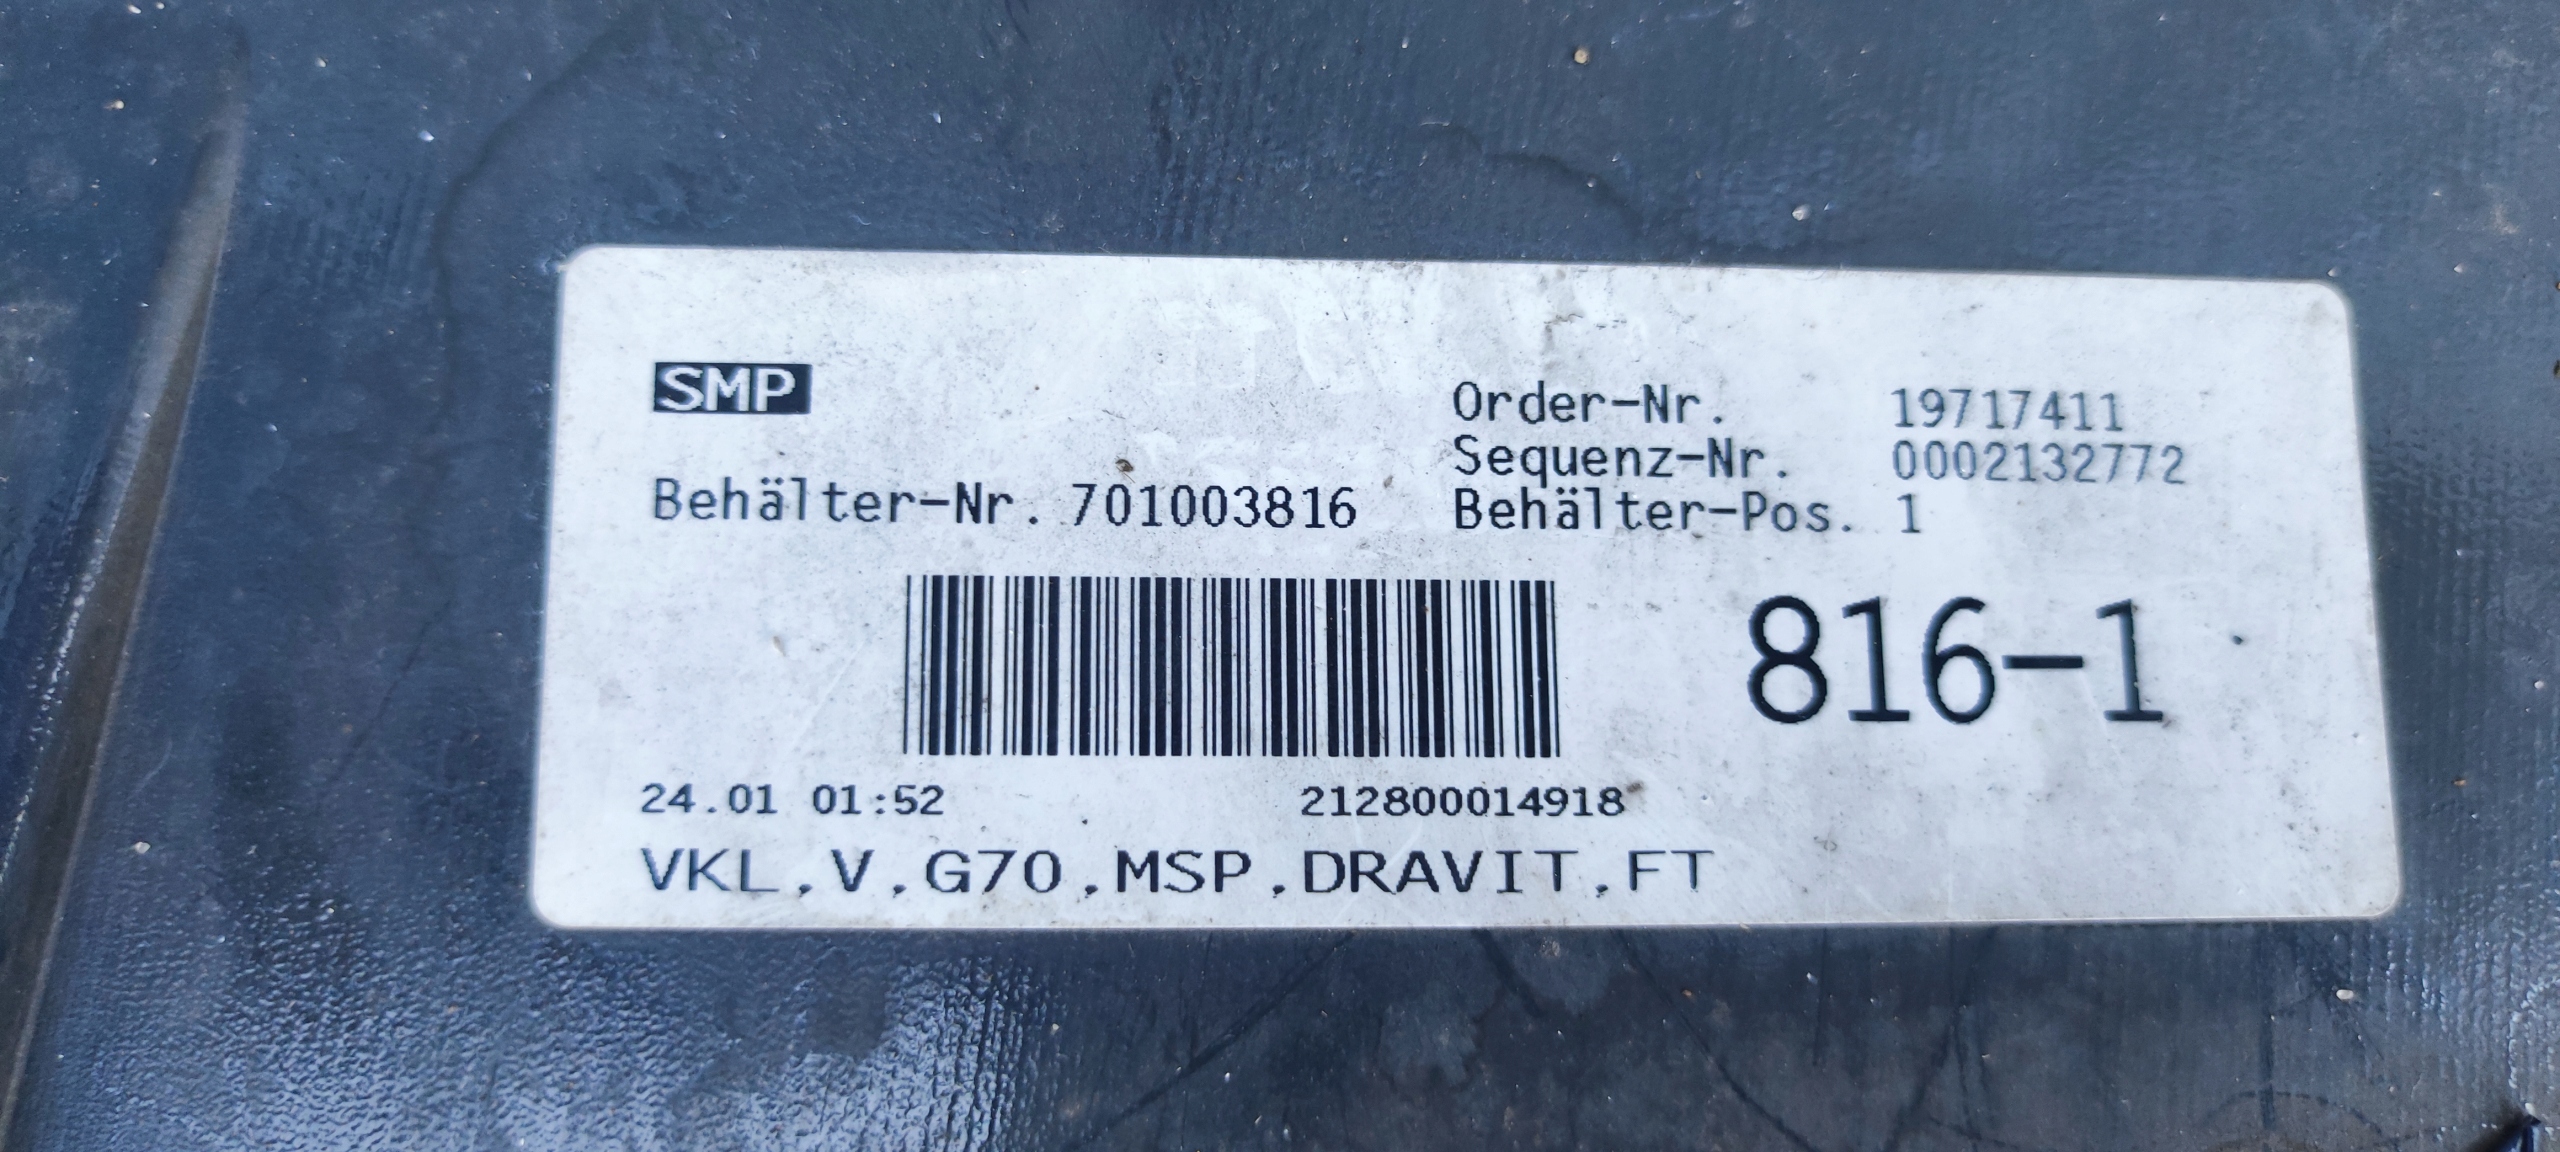 SMP
Order-Nr. 19717411
Sequenz-Nr. 0002132772
Behälter-Nr. 701003816 Behälter-Pos. 1
816-1
24.01 01:52 212800014918
VKL,V,G70,MSP,DRAVIT,FT